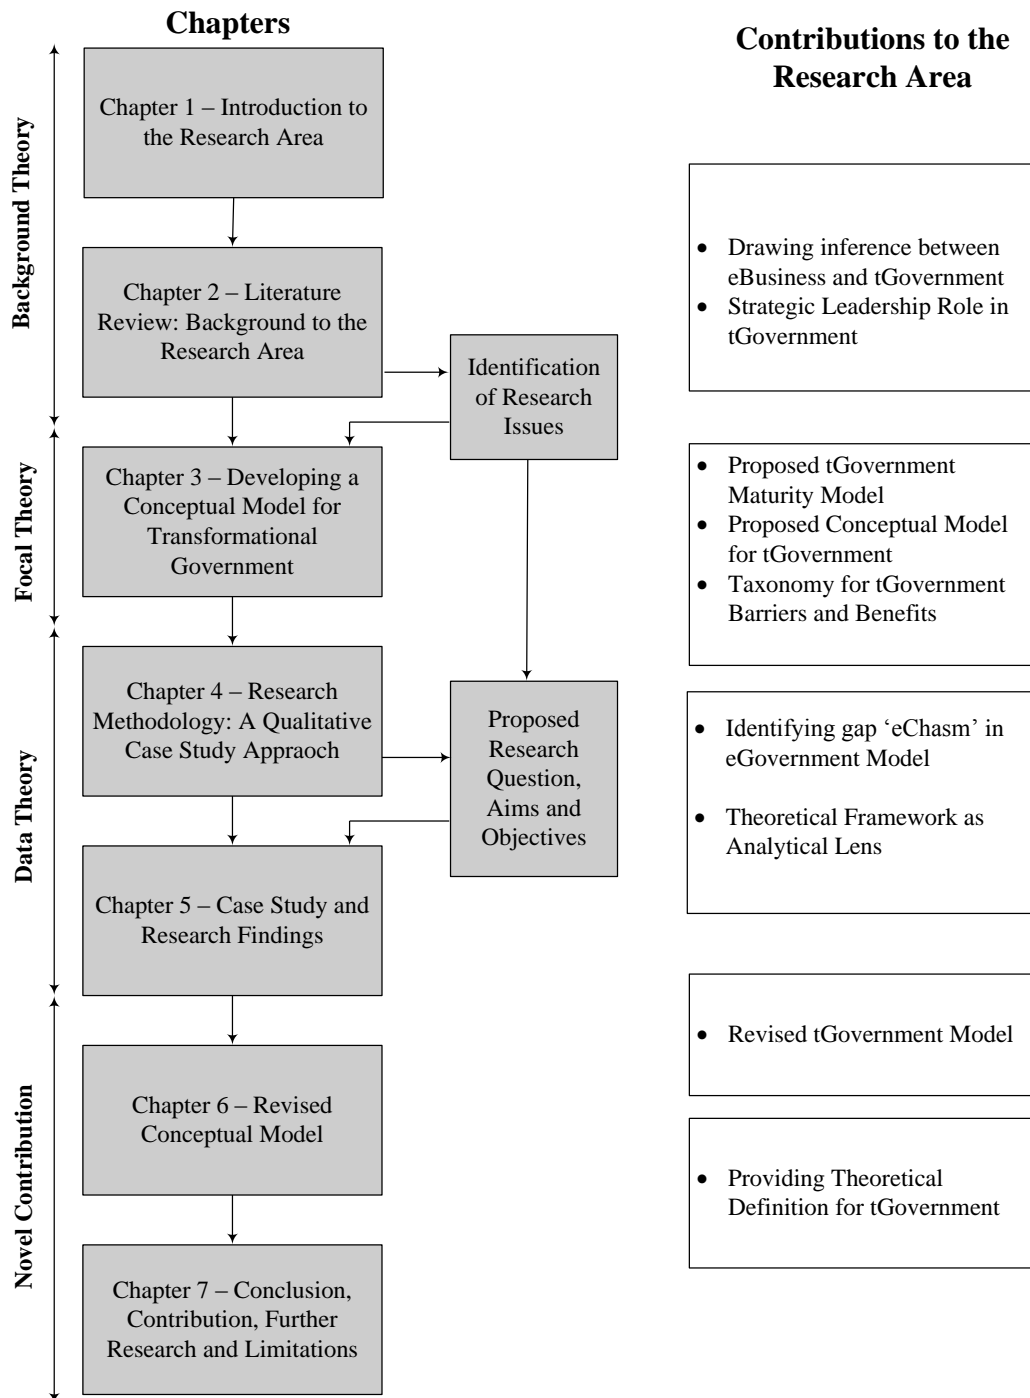 Chapters
Contributions to the
Research Area
Background Theory
Chapter 1 – Introduction to
the Research Area
Chapter 2 – Literature
Review: Background to the
Research Area
Identification
of Research
Issues
• Drawing inference between
eBusiness and tGovernment
• Strategic Leadership Role in
tGovernment
Focal Theory
Chapter 3 – Developing a
Conceptual Model for
Transformational
Government
• Proposed tGovernment
Maturity Model
• Proposed Conceptual Model
for tGovernment
• Taxonomy for tGovernment
Barriers and Benefits
Data Theory
Chapter 4 – Research
Methodology: A Qualitative
Case Study Appraoch
Proposed
Research
Question,
Aims and
Objectives
• Identifying gap ‘eChasm’ in
eGovernment Model
• Theoretical Framework as
Analytical Lens
Chapter 5 – Case Study and
Research Findings
Novel Contribution
Chapter 6 – Revised
Conceptual Model
• Revised tGovernment Model
• Providing Theoretical
Definition for tGovernment
Chapter 7 – Conclusion,
Contribution, Further
Research and Limitations